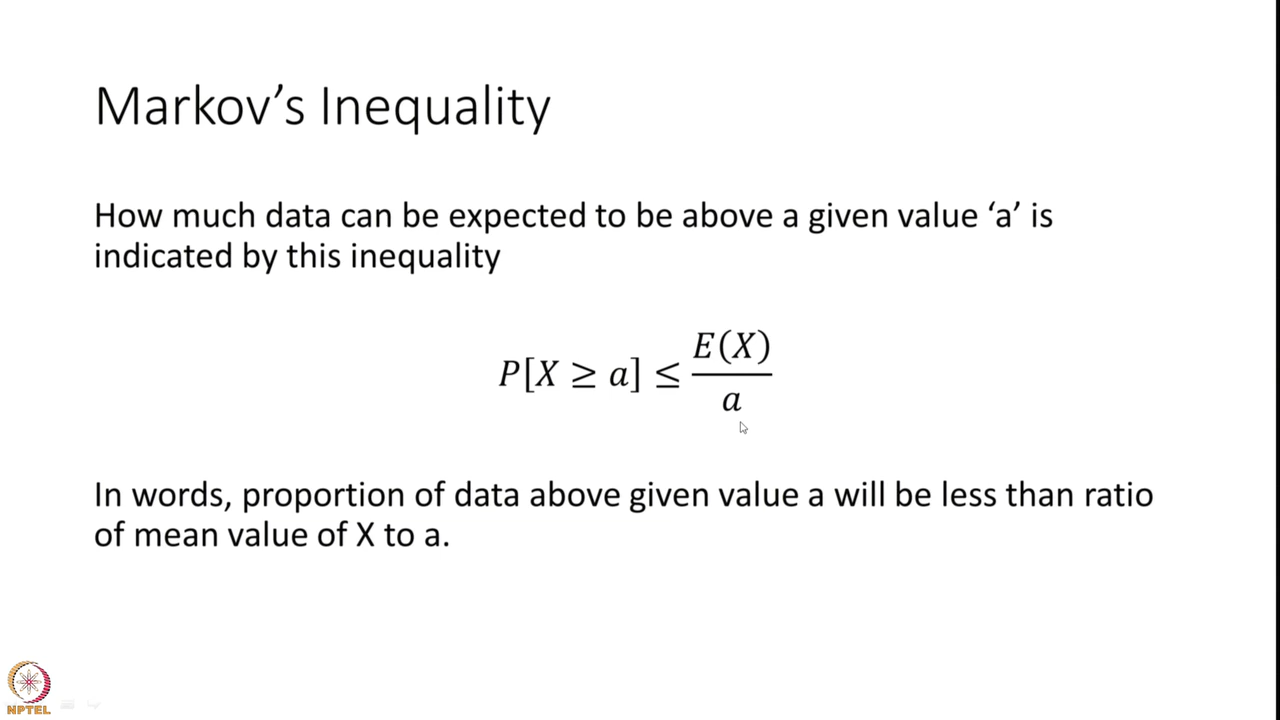 Markov’s Inequality
How much data can be expected to be above a given value ‘a’ is
indicated by this inequality
P[X ≥ a] ≤ E(X)/a
In words, proportion of data above given value a will be less than ratio
of mean value of X to a.
NPTEL